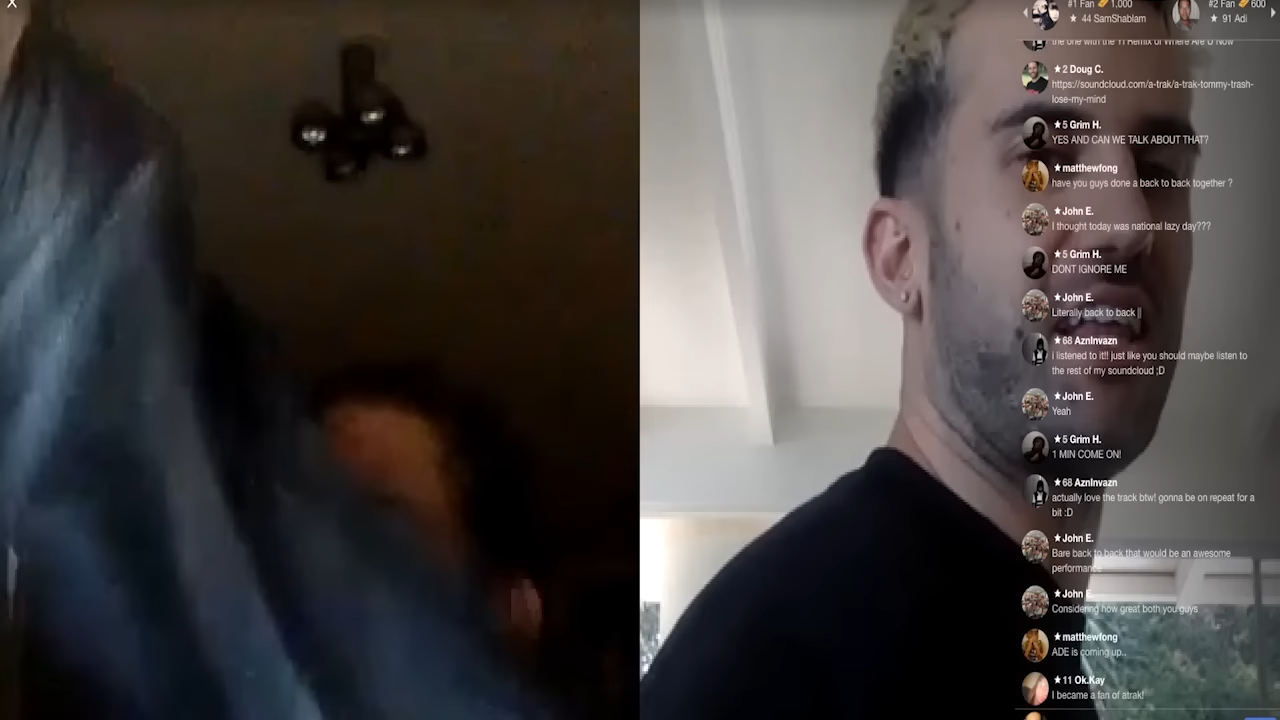 X
#1 Fan 1,000
★ 44 SamShablam
#2 Fan 600
★ 91 Adi
the one with the YI Remix of Where Are U Now
★2 Doug C.
https://soundcloud.com/a-trak/a-trak-tommy-trash-
lose-my-mind
★5 Grim H.
YES AND CAN WE TALK ABOUT THAT?
★matthewfong
have you guys done a back to back together ?
★John E.
I thought today was national lazy day???
★5 Grim H.
DONT IGNORE ME
★John E.
Literally back to back ||
★68 AznInvazn
i listened to it!! just like you should maybe listen to
the rest of my soundcloud ;D
★John E.
Yeah
★5 Grim H.
1 MIN COME ON!
★68 AznInvazn
actually love the track btw! gonna be on repeat for a
bit :D
★John E.
Bare back to back that would be an awesome
performance
★John E.
Considering how great both you guys
★matthewfong
ADE is coming up..
★11 Ok.Kay
I became a fan of atrak!